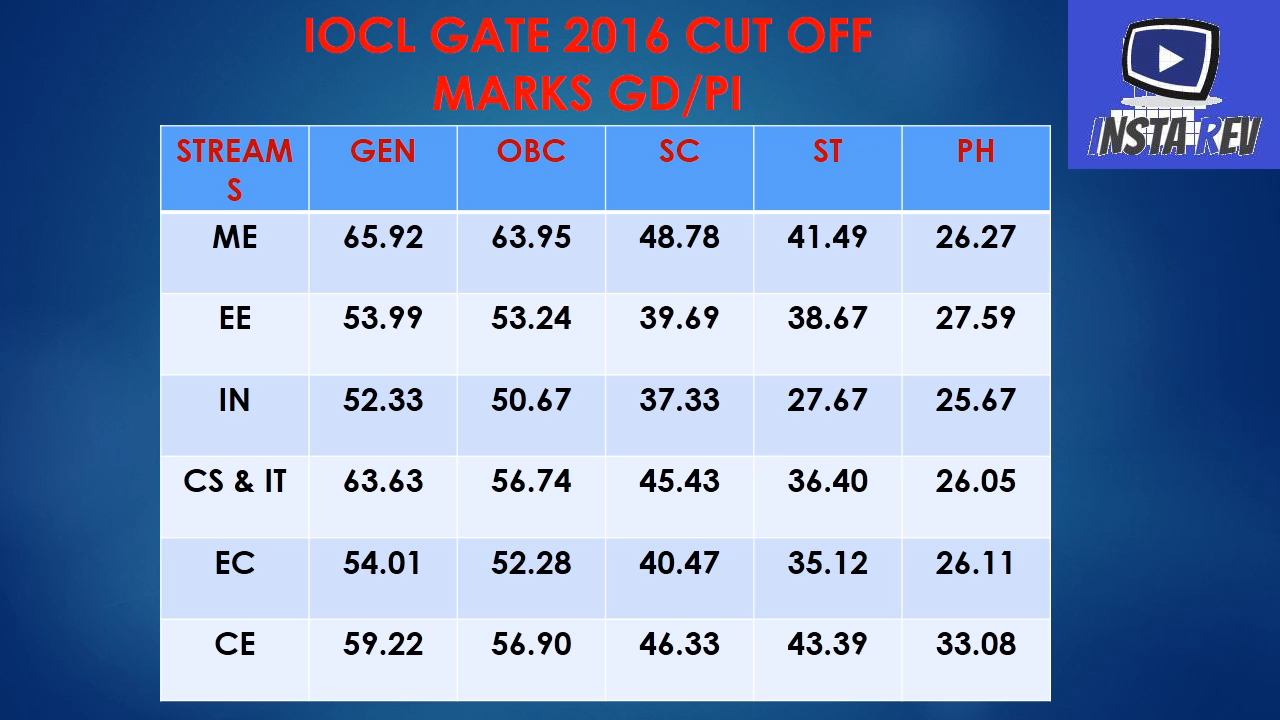 IOCL GATE 2016 CUT OFF
MARKS GD/PI
INSTA REV
STREAM
S GEN OBC SC ST PH
ME 65.92 63.95 48.78 41.49 26.27
EE 53.99 53.24 39.69 38.67 27.59
IN 52.33 50.67 37.33 27.67 25.67
CS & IT 63.63 56.74 45.43 36.40 26.05
EC 54.01 52.28 40.47 35.12 26.11
CE 59.22 56.90 46.33 43.39 33.08